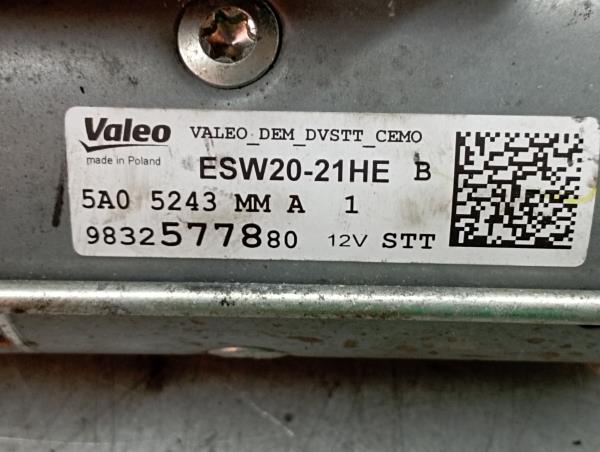 Valeo VALEO_DEM_DVSTT_CEMO
made in Poland ESW20-21HE B
5A0 5243 MM A 1
9832577880 12V STT